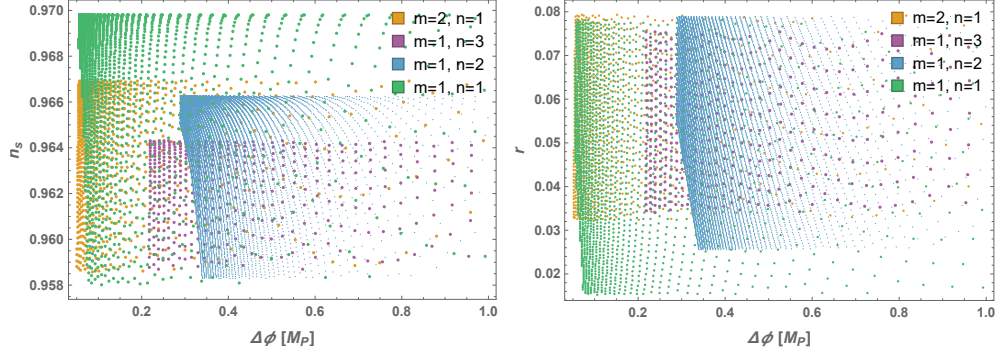 0.970
0.968
0.966
0.964
0.962
0.960
0.958
n_s
0.2
0.4
0.6
0.8
1.0
Δϕ [M_P]
m=2, n=1
m=1, n=3
m=1, n=2
m=1, n=1
0.08
0.07
0.06
0.05
0.04
0.03
0.02
r
0.2
0.4
0.6
0.8
1.0
Δϕ [M_P]
m=2, n=1
m=1, n=3
m=1, n=2
m=1, n=1